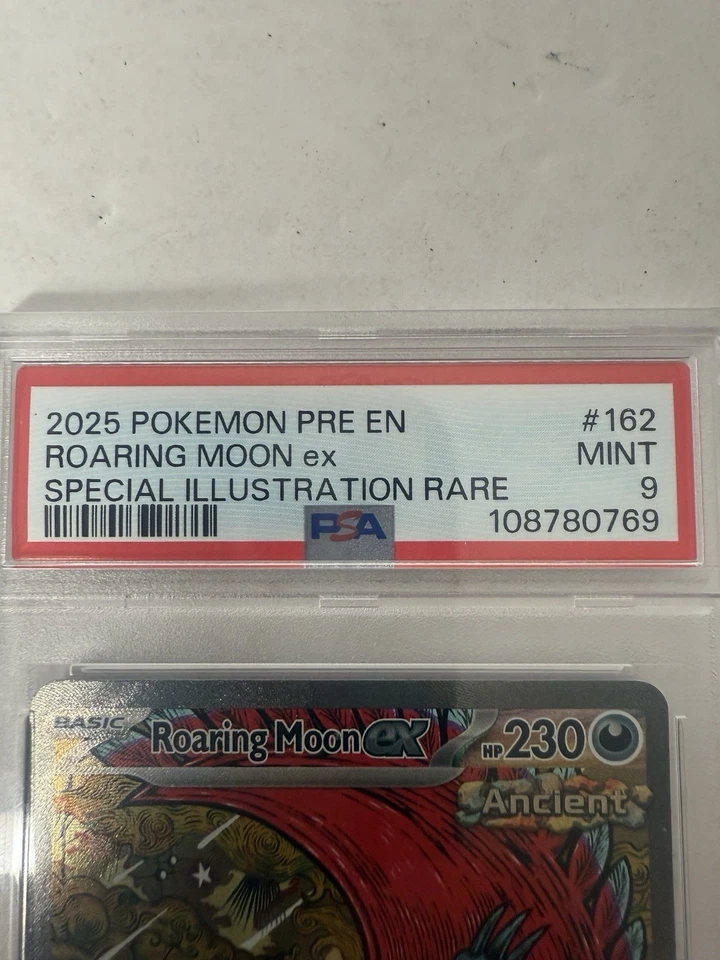 2025 POKEMON PRE EN #162
ROARING MOON ex MINT
SPECIAL ILLUSTRATION RARE 9
PSA 108780769
BASIC Roaring Moon ex HP 230
Ancient